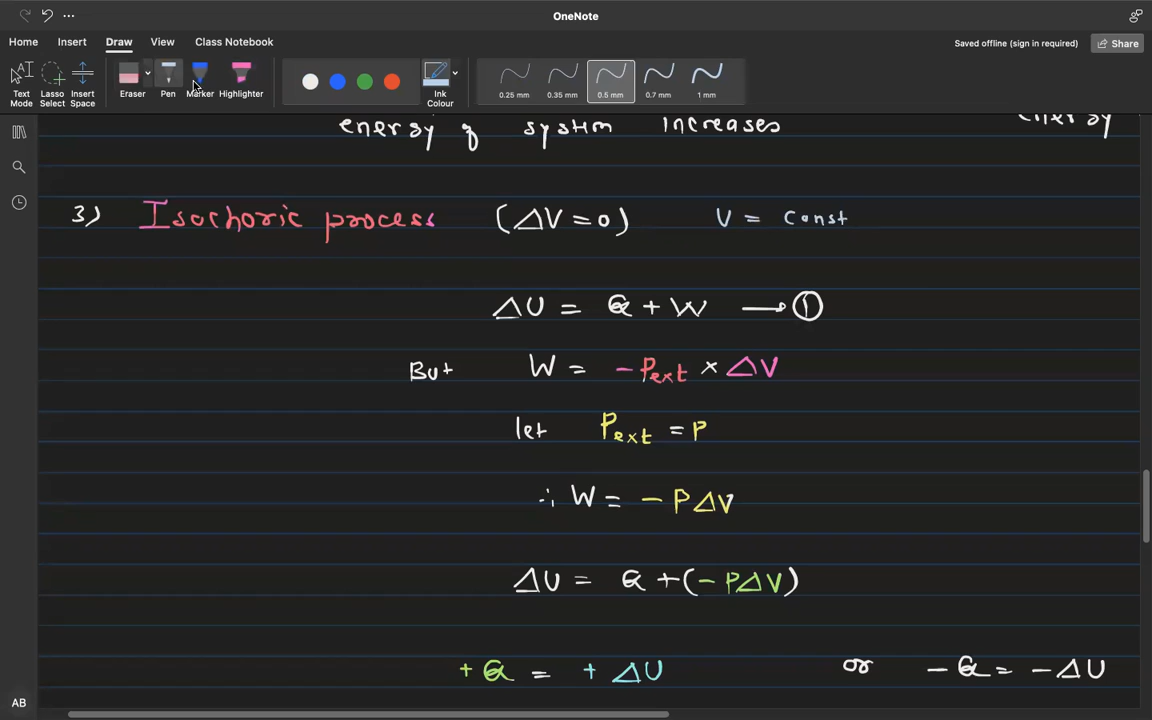 OneNote
Home Insert Draw View Class Notebook
Saved offline (sign in required) Share
Text Mode Lasso Select Insert Space Eraser Pen Marker Highlighter Ink Colour 0.25 mm 0.35 mm 0.5 mm 0.7 mm 1 mm
energy of system increases energy
3) Isochoric process (ΔV = 0) V = const
ΔU = Q + W → ①
But W = - Pext × ΔV
let Pext = P
∴ W = - PΔV
ΔU = Q + (- PΔV)
+ Q = + ΔU or - Q = - ΔU
AB